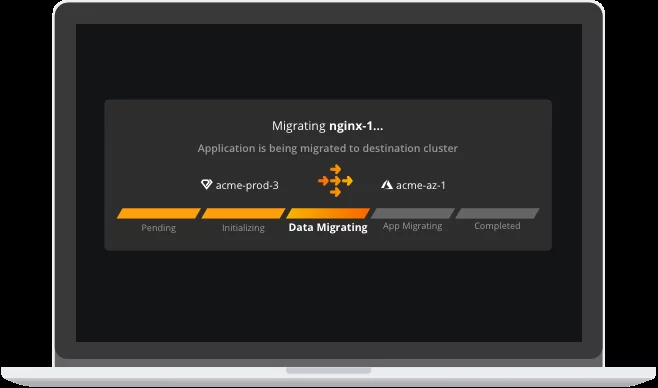 Migrating nginx-1...
Application is being migrated to destination cluster
acme-prod-3 acme-az-1
Pending Initializing Data Migrating App Migrating Completed